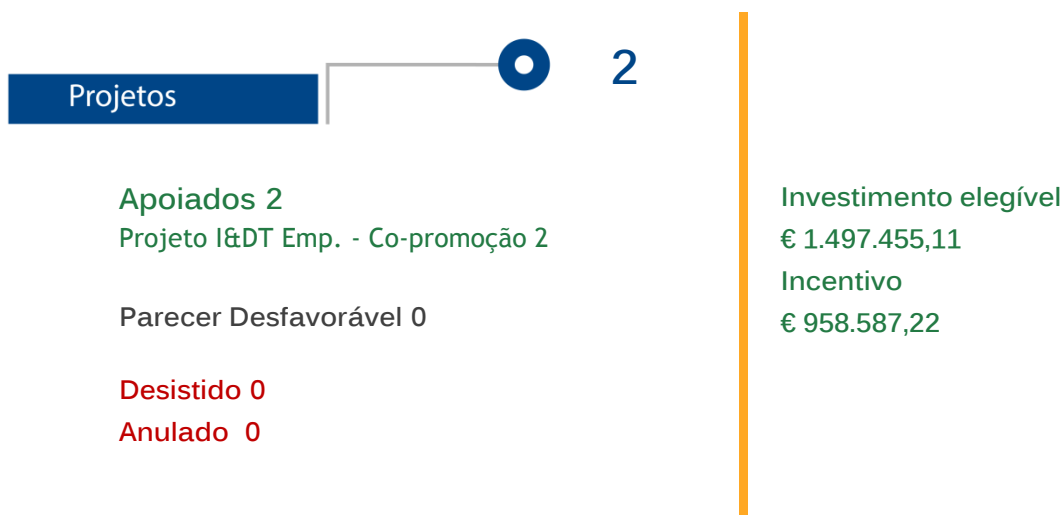 Projetos
2
Apoiados 2
Projeto I&DT Emp. - Co-promoção 2
Parecer Desfavorável 0
Desistido 0
Anulado 0
Investimento elegível
€ 1.497.455,11
Incentivo
€ 958.587,22